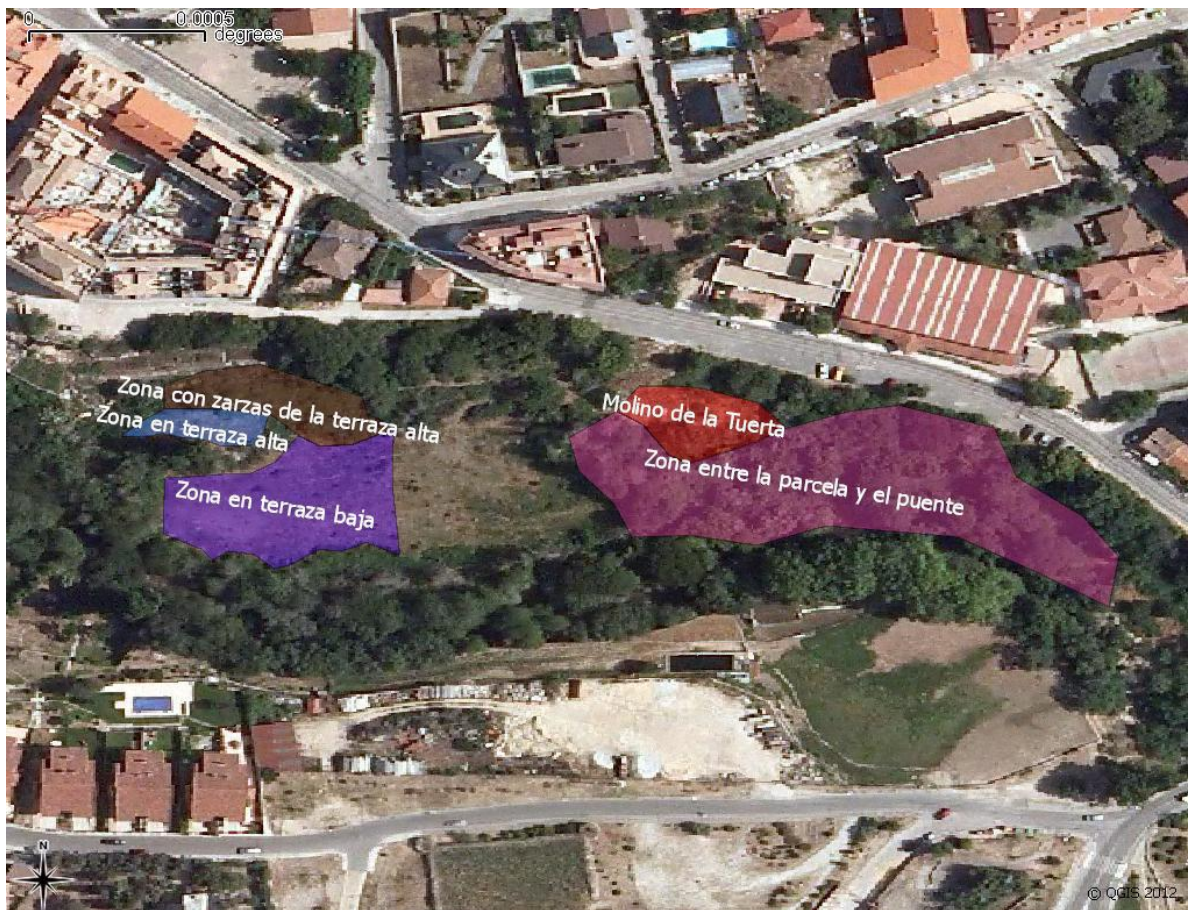 0 0.0005
degrees
Zona con zarzas de la terraza alta
Zona en terraza alta
Molino de la Tuerta
Zona entre la parcela y el puente
Zona en terraza baja
N
© QGIS 2012